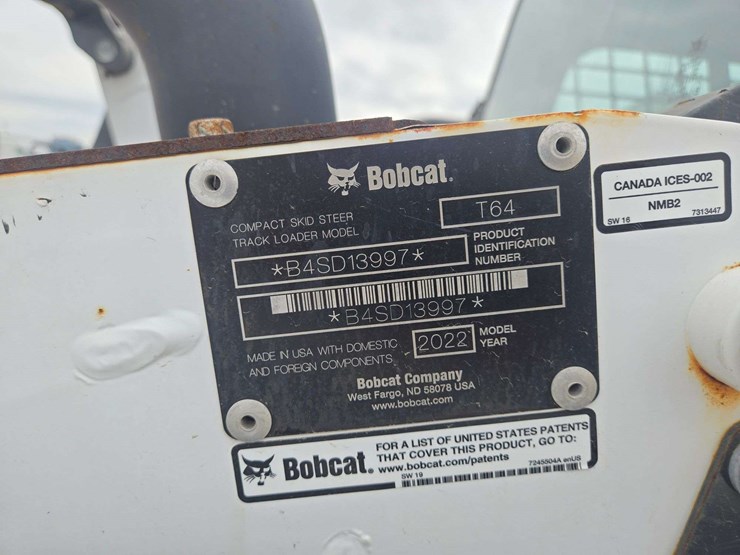 Bobcat.
COMPACT SKID STEER
TRACK LOADER MODEL
T64
*B4SD13997*
PRODUCT
IDENTIFICATION
NUMBER
*B4SD13997*
MADE IN USA WITH DOMESTIC
AND FOREIGN COMPONENTS
2022
MODEL
YEAR
Bobcat Company
West Fargo, ND 58078 USA
www.bobcat.com
CANADA ICES-002
NMB2
SW 16
7313447
Bobcat.
FOR A LIST OF UNITED STATES PATENTS
THAT COVER THIS PRODUCT, GO TO:
www.bobcat.com/patents
7245504A enUS
SW 19